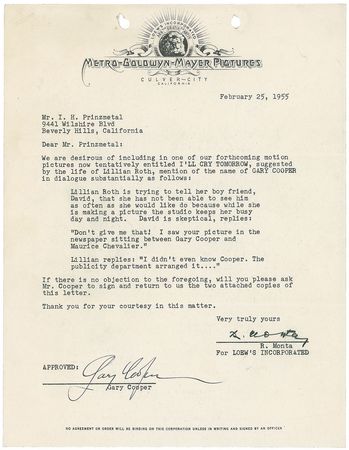 LOEW'S INCORPORATED
METRO-GOLDWYN-MAYER PICTURES
CULVER-CITY
CALIFORNIA
February 25, 1955
Mr. I. H. Prinzmetal
9441 Wilshire Blvd
Beverly Hills, California
Dear Mr. Prinzmetal:
We are desirous of including in one of our forthcoming motion
pictures now tentatively entitled I'LL CRY TOMORROW, suggested
by the life of Lillian Roth, mention of the name of GARY COOPER
in dialogue substantially as follows:
Lillian Roth is trying to tell her boy friend,
David, that she has not been able to see him
as often as she would like do because while she
is making a picture the studio keeps her busy
day and night. David is skeptical, replies:
"Don't give me that! I saw your picture in the
newspaper sitting between Gary Cooper and
Maurice Chevalier."
Lillian replies: "I didn't even know Cooper. The
publicity department arranged it...."
If there is no objection to the foregoing, will you please ask
Mr. Cooper to sign and return to us the two attached copies of
this letter.
Thank you for your courtesy in this matter.
Very truly yours
R. Monta
R. Monta
For LOEW'S INCORPORATED
APPROVED: Gary Cooper
Gary Cooper
NO AGREEMENT OR ORDER WILL BE BINDING ON THIS CORPORATION UNLESS IN WRITING AND SIGNED BY AN OFFICER